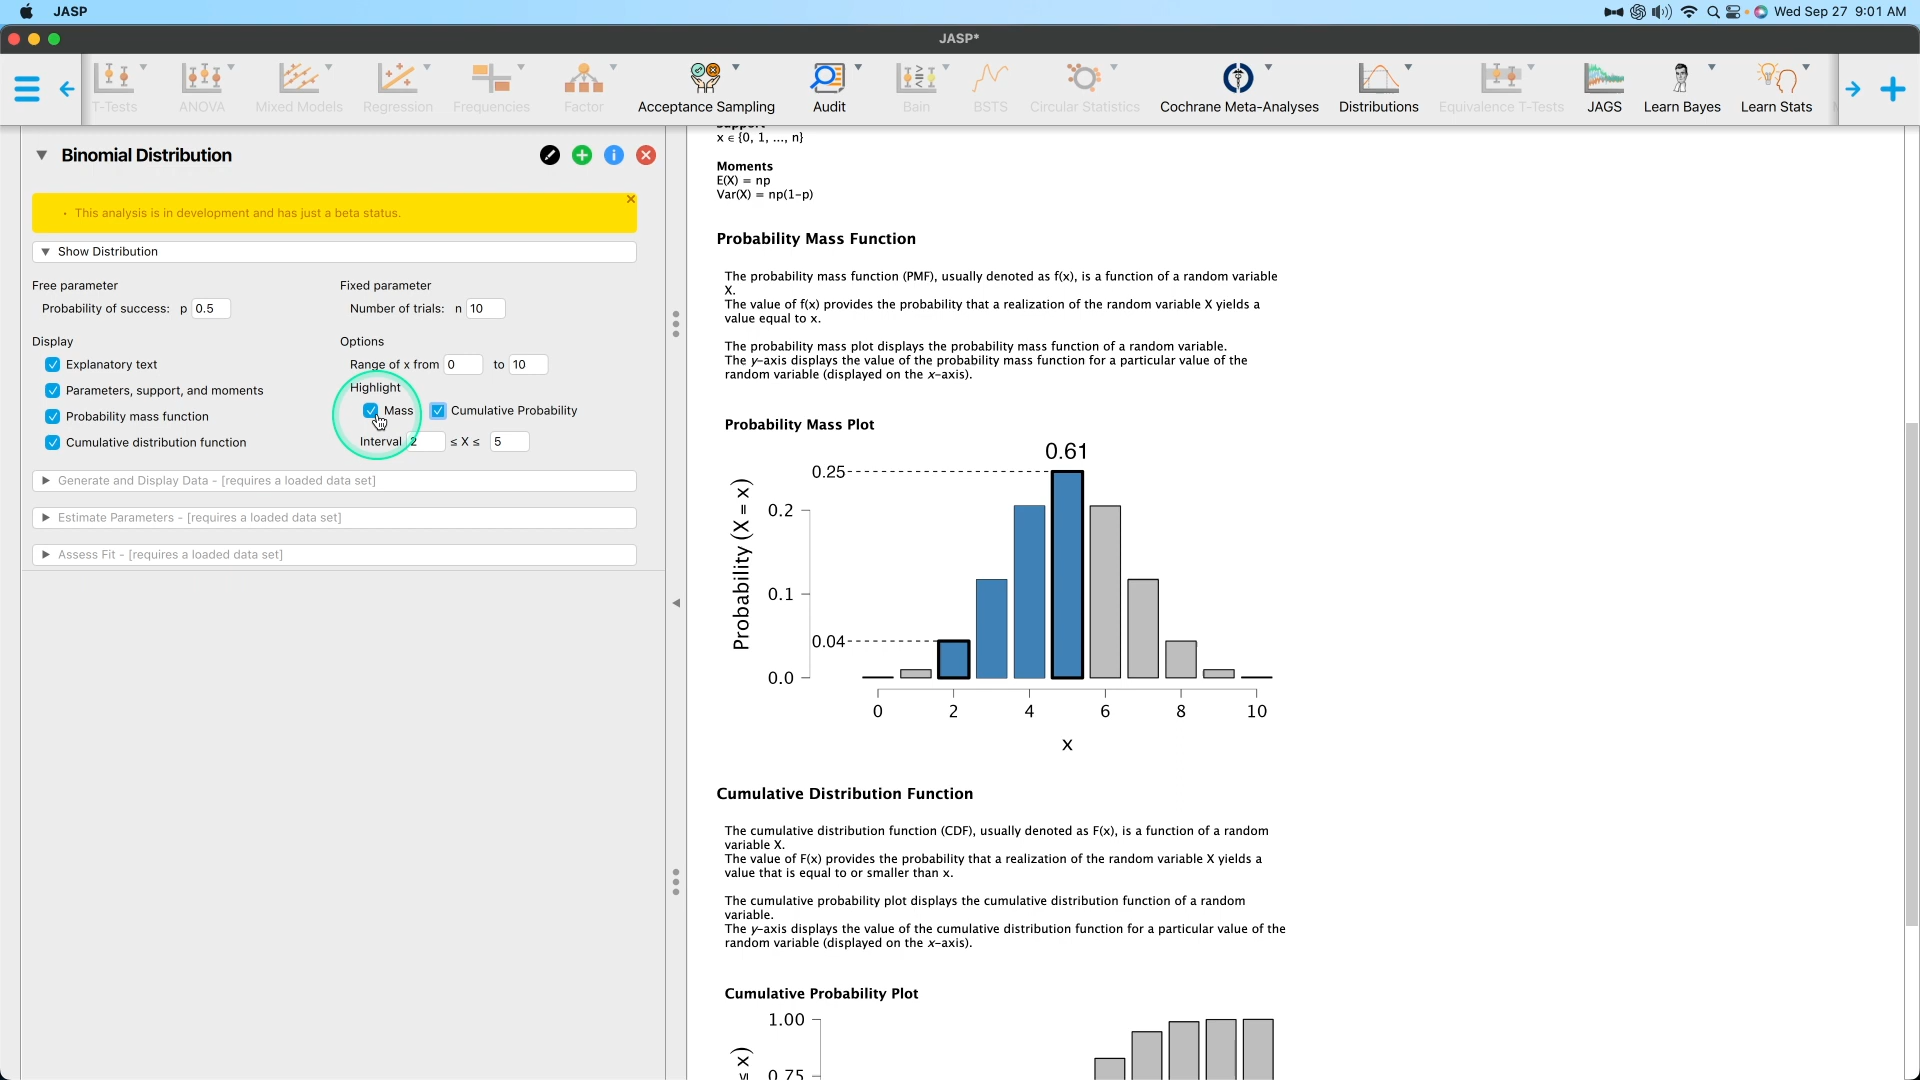 JASP
Wed Sep 27 9:01 AM
JASP*
T-Tests
ANOVA
Mixed Models
Regression
Frequencies
Factor
Acceptance Sampling
Audit
Bain
BSTS
Circular Statistics
Cochrane Meta-Analyses
Distributions
Equivalence T-Tests
JAGS
Learn Bayes
Learn Stats
Binomial Distribution
· This analysis is in development and has just a beta status.
Show Distribution
Free parameter
Fixed parameter
Probability of success: p 0.5
Number of trials: n 10
Display
Options
Explanatory text
Range of x from 0 to 10
Parameters, support, and moments
Highlight
Probability mass function
Mass
Cumulative Probability
Cumulative distribution function
Interval 2 ≤ X ≤ 5
Generate and Display Data - [requires a loaded data set]
Estimate Parameters - [requires a loaded data set]
Assess Fit - [requires a loaded data set]
Support
x ∈ {0, 1, ..., n}
Moments
E(X) = np
Var(X) = np(1-p)
Probability Mass Function
The probability mass function (PMF), usually denoted as f(x), is a function of a random variable
X.
The value of f(x) provides the probability that a realization of the random variable X yields a
value equal to x.
The probability mass plot displays the probability mass function of a random variable.
The y-axis displays the value of the probability mass function for a particular value of the
random variable (displayed on the x-axis).
Probability Mass Plot
0.61
0.25
0.2
0.1
0.04
0.0
Probability (X = x)
0 2 4 6 8 10
x
Cumulative Distribution Function
The cumulative distribution function (CDF), usually denoted as F(x), is a function of a random
variable X.
The value of F(x) provides the probability that a realization of the random variable X yields a
value that is equal to or smaller than x.
The cumulative probability plot displays the cumulative distribution function of a random
variable.
The y-axis displays the value of the cumulative distribution function for a particular value of the
random variable (displayed on the x-axis).
Cumulative Probability Plot
1.00
0.75
≤ x)